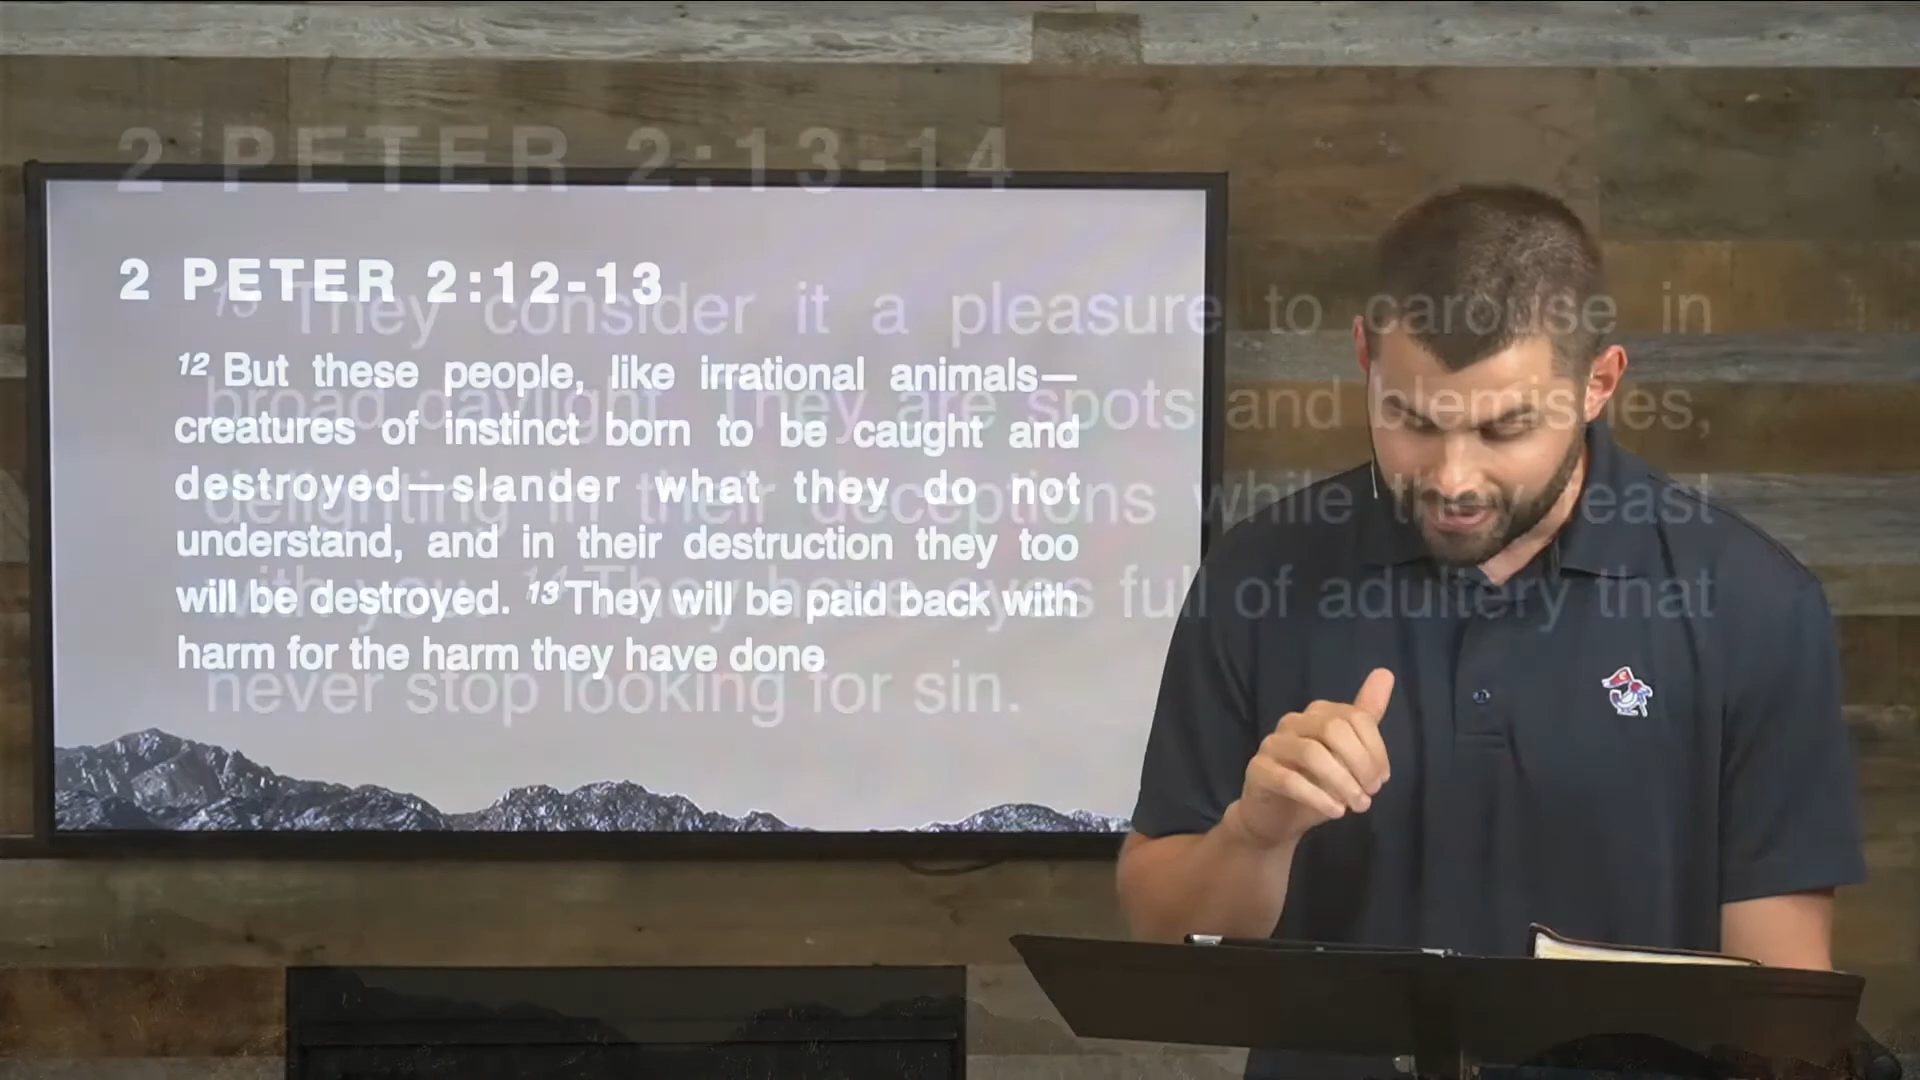 2 PETER 2:13-14
13 They consider it a pleasure to carouse in
broad daylight. They are spots and blemishes,
delighting in their deceptions while they feast
with you. 14 They have eyes full of adultery that
never stop looking for sin.
2 PETER 2:12-13
12 But these people, like irrational animals—
creatures of instinct born to be caught and
destroyed—slander what they do not
understand, and in their destruction they too
will be destroyed. 13 They will be paid back with
harm for the harm they have done